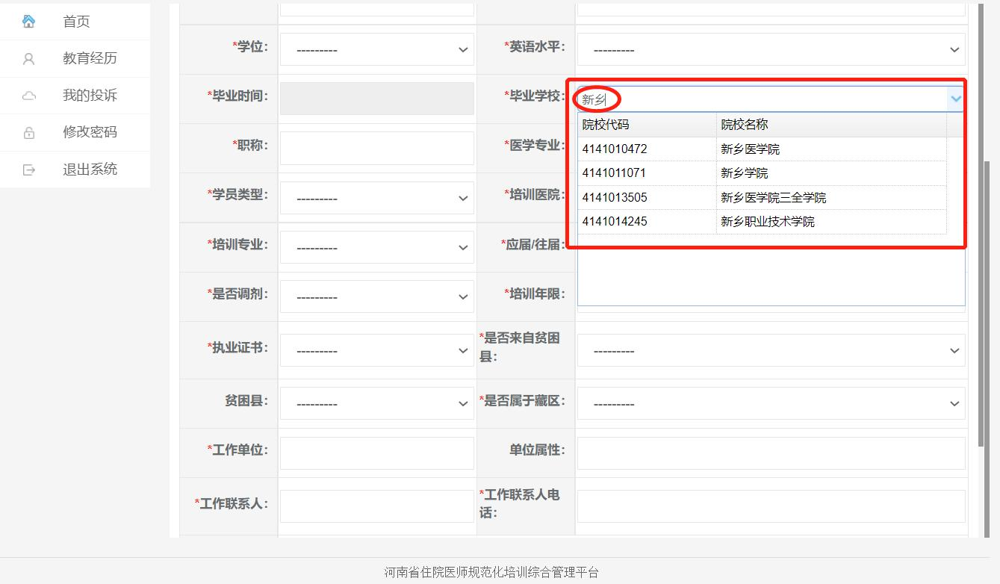 首页
教育经历
我的投诉
修改密码
退出系统
*学位： ---------
*英语水平： ---------
*毕业时间：
*毕业学校： 新乡
院校代码 院校名称
4141010472 新乡医学院
4141011071 新乡学院
4141013505 新乡医学院三全学院
4141014245 新乡职业技术学院
*职称：
*医学专业：
*学员类型： ---------
*培训医院：
*培训专业： ---------
*应届/往届：
*是否调剂： ---------
*培训年限：
*执业证书： ---------
*是否来自贫困
县： ---------
贫困县： ---------
*是否属于藏区： ---------
*工作单位：
单位属性：
*工作联系人：
*工作联系人电
话：
河南省住院医师规范化培训综合管理平台